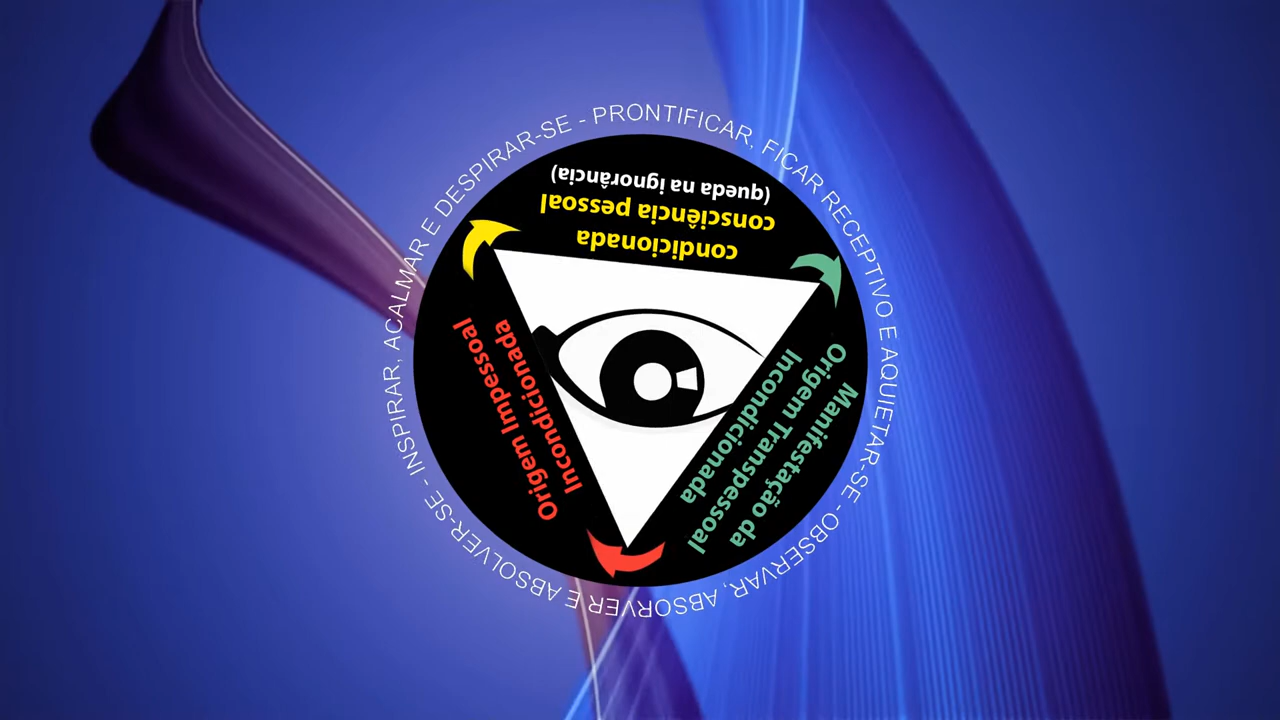 PRONTIFICAR, FICAR RECEPTIVO E AQUIETAR-SE - OBSERVAR, ABSORVER E ABSOLVER-SE - INSPIRAR, ACALMAR E DESPIRAR-SE -
condicionada
consciência pessoal
(queda na ignorância)
Manifestação da
Origem Transpessoal
Incondicionada
Origem Impessoal
Incondicionada